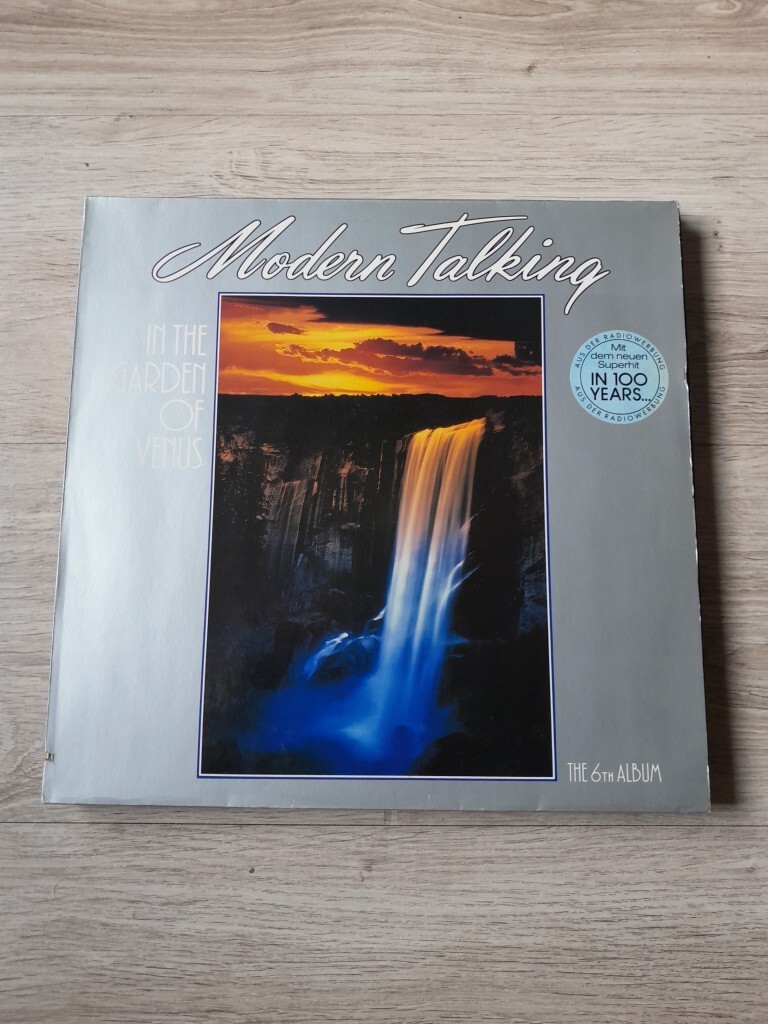 Modern Talking
IN THE
GARDEN
OF
VENUS
AUS DER RADIOWERBUNG
Mit
dem neuen
Superhit
IN 100
YEARS...
AUS DER RADIOWERBUNG
THE 6TH ALBUM